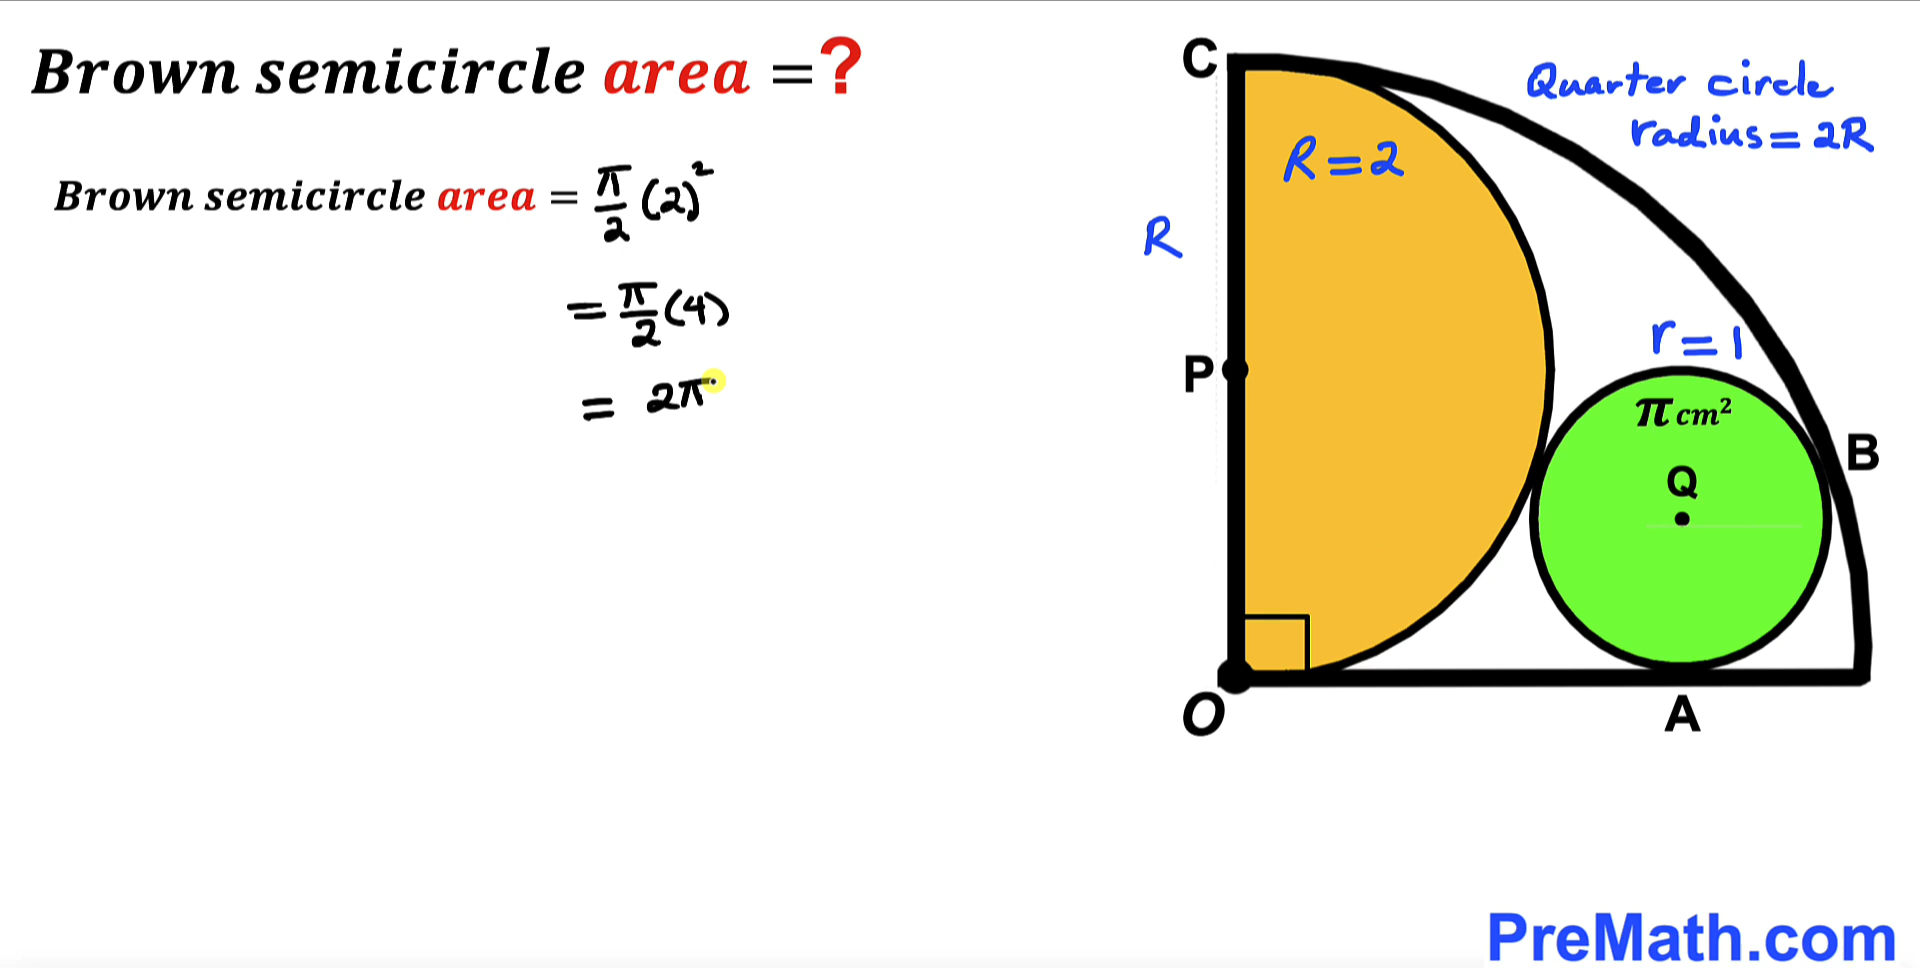 Brown semicircle area =?
Brown semicircle area = π/2 (2)²
= π/2 (4)
= 2π
C
Quarter circle
radius = 2R
R = 2
R
r = 1
P
π cm²
B
Q
O
A
PreMath.com